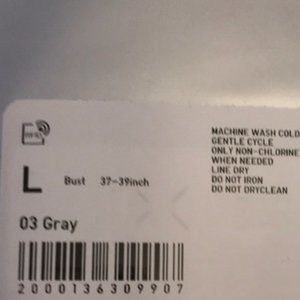 MACHINE WASH COLD
GENTLE CYCLE
ONLY NON-CHLORINE
WHEN NEEDED
LINE DRY
DO NOT IRON
DO NOT DRYCLEAN
L Bust 37-39inch
03 Gray
2000136309907